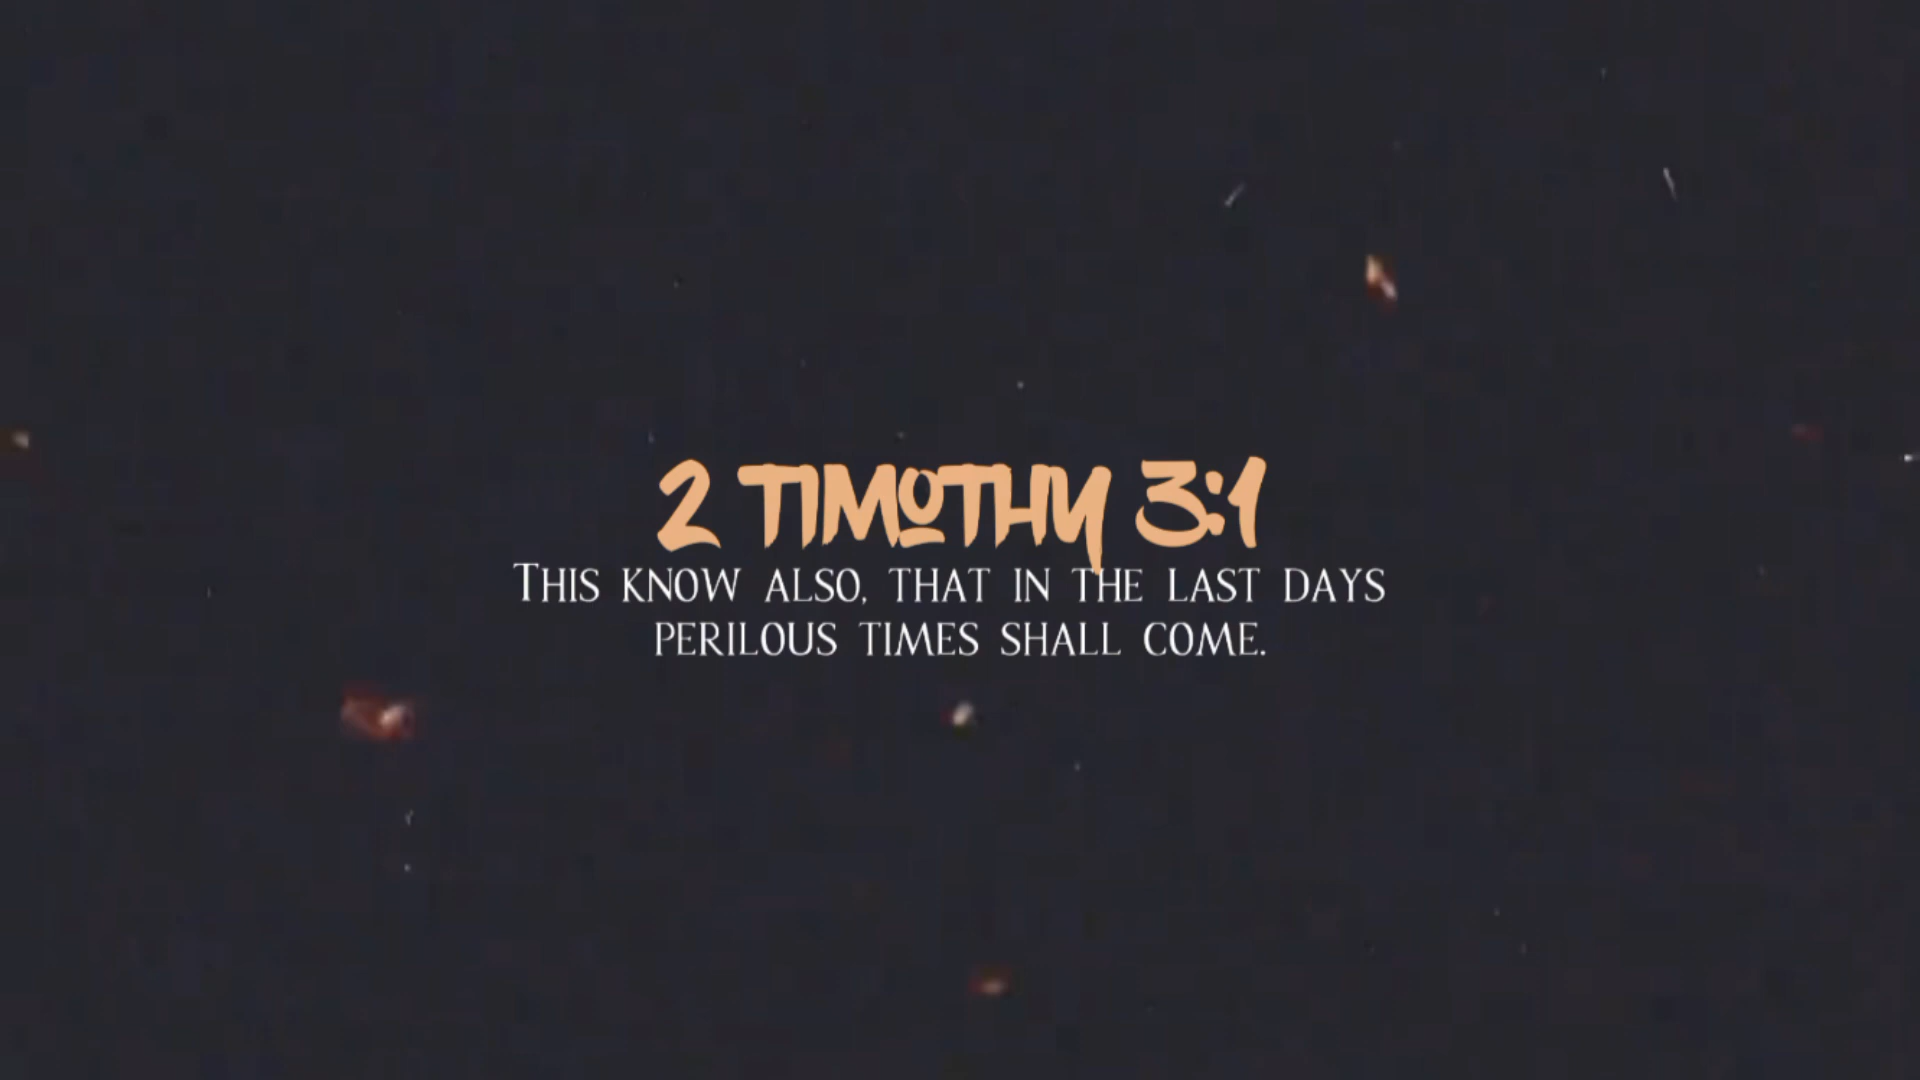 2 TIMOTHY 3:1
THIS KNOW ALSO, THAT IN THE LAST DAYS
PERILOUS TIMES SHALL COME.